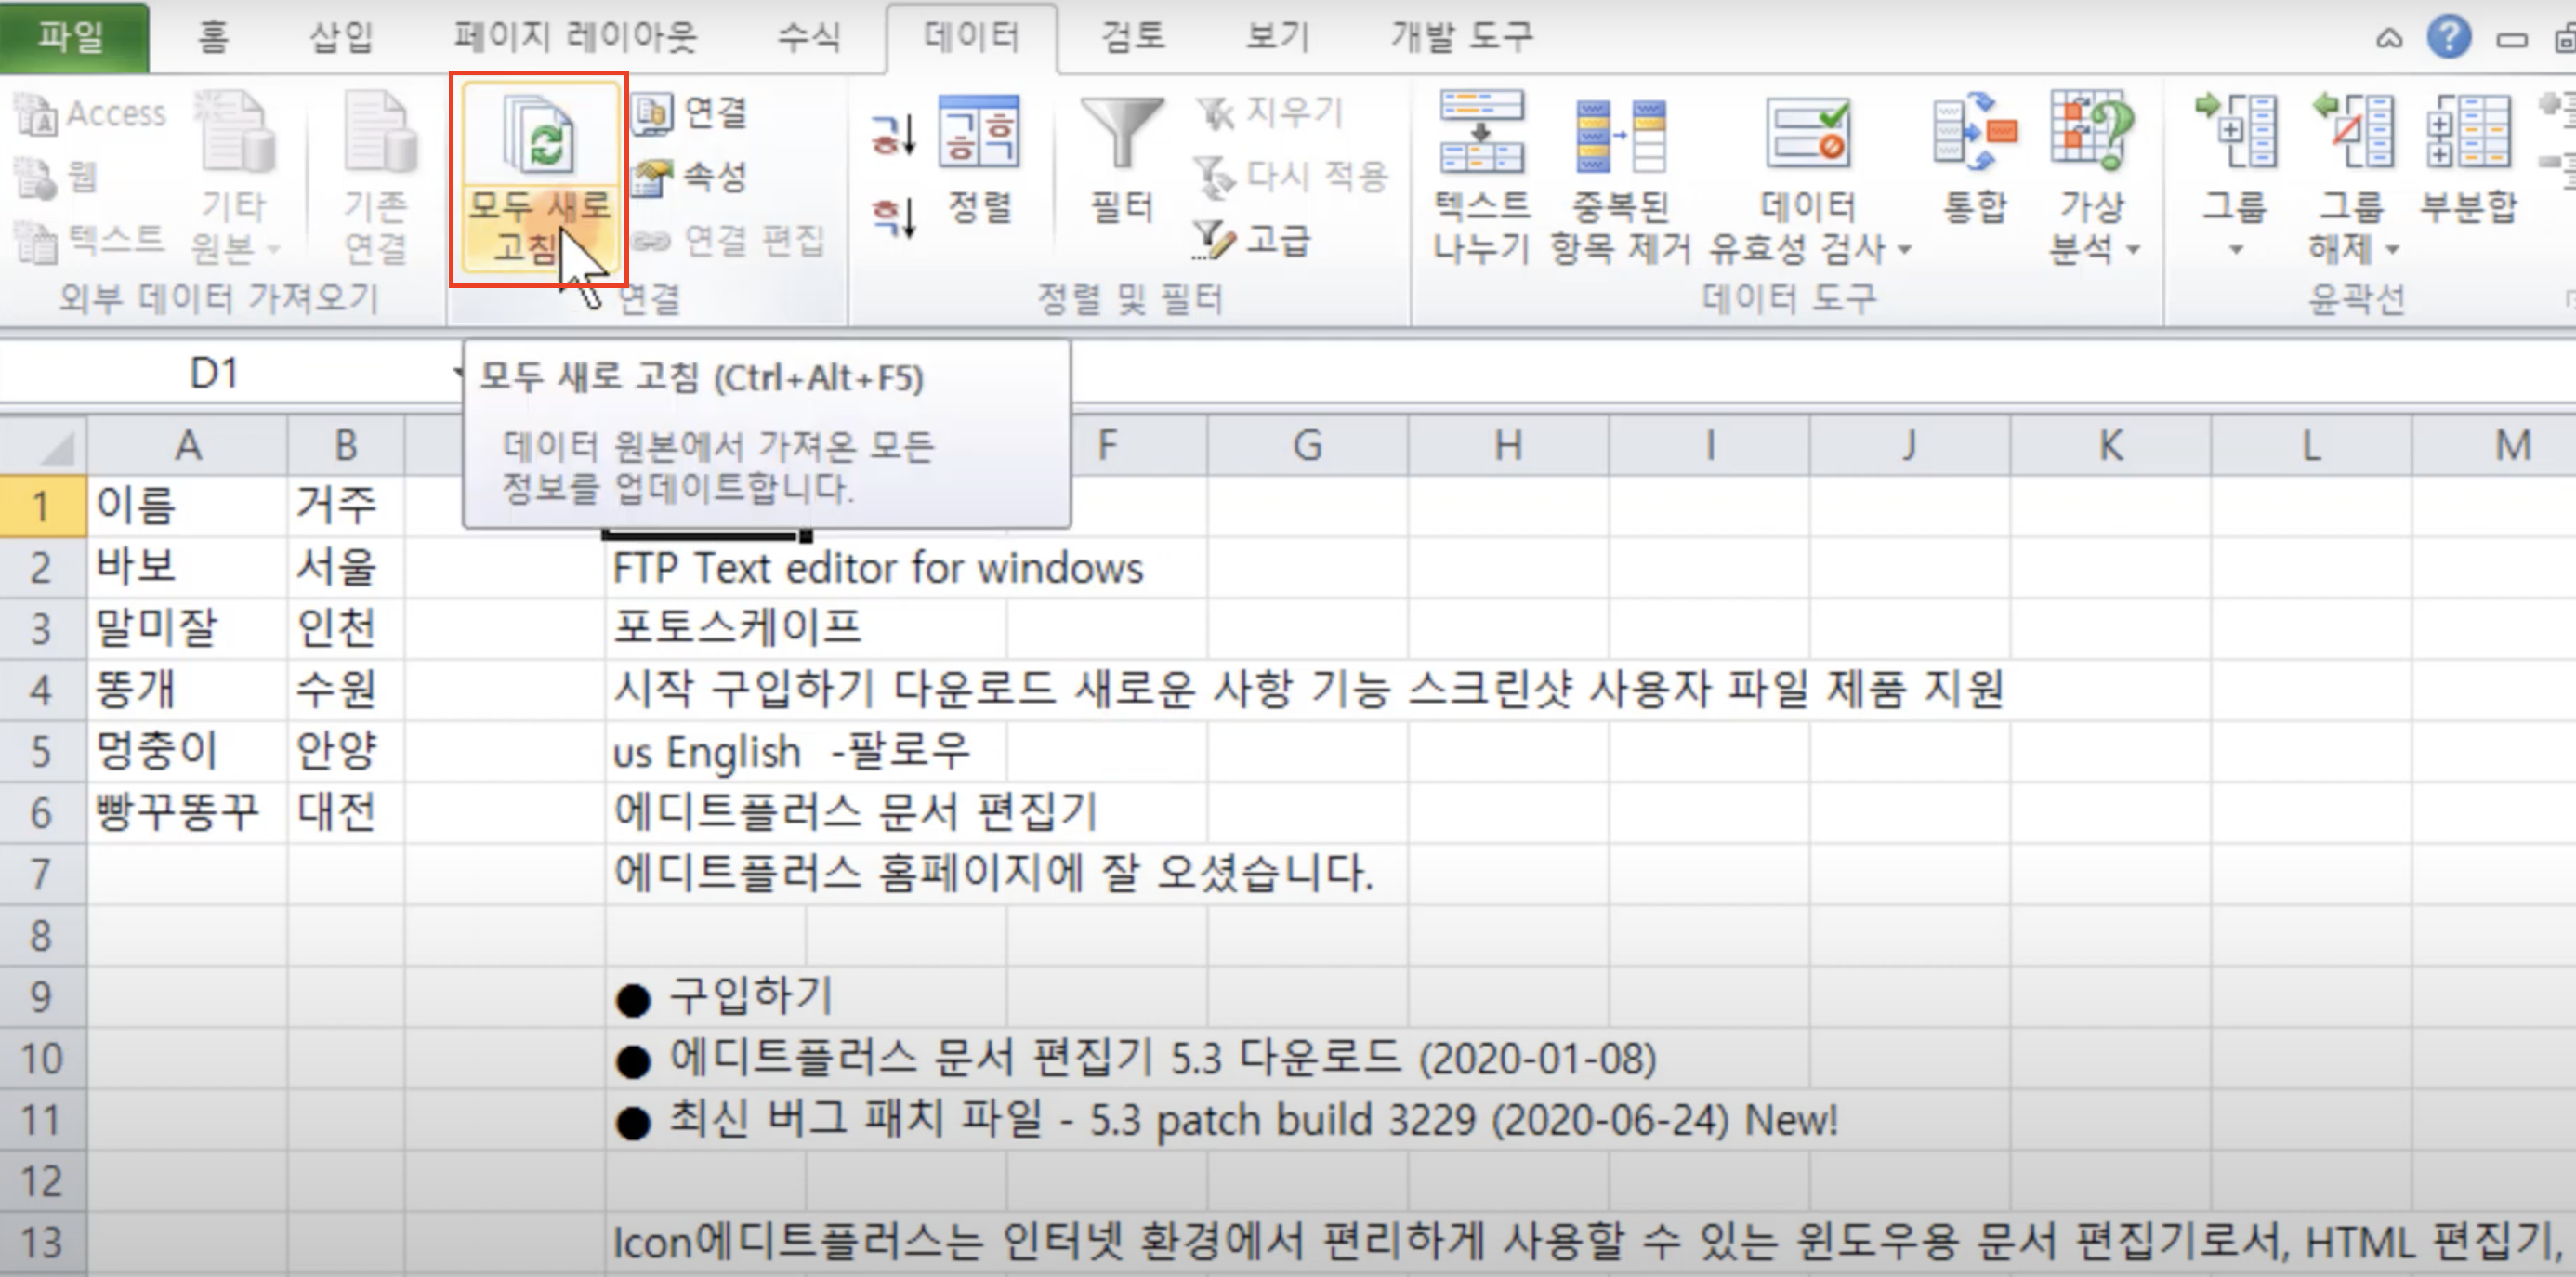 파일 홈 삽입 페이지 레이아웃 수식 데이터 검토 보기 개발 도구
Access
웹
텍스트
기타
원본
기존
연결
외부 데이터 가져오기
모두 새로
고침
연결
속성
연결 편집
연결
정렬
필터
지우기
다시 적용
고급
정렬 및 필터
텍스트
나누기
중복된
항목 제거
데이터
유효성 검사
통합
가상
분석
데이터 도구
그룹
그룹
해제
부분합
윤곽선
D1
모두 새로 고침 (Ctrl+Alt+F5)
데이터 원본에서 가져온 모든
정보를 업데이트합니다.
A B F G H I J K L M
1 이름 거주
2 바보 서울 FTP Text editor for windows
3 말미잘 인천 포토스케이프
4 똥개 수원 시작 구입하기 다운로드 새로운 사항 기능 스크린샷 사용자 파일 제품 지원
5 멍충이 안양 us English -팔로우
6 빵꾸똥꾸 대전 에디트플러스 문서 편집기
7 에디트플러스 홈페이지에 잘 오셨습니다.
8
9 ● 구입하기
10 ● 에디트플러스 문서 편집기 5.3 다운로드 (2020-01-08)
11 ● 최신 버그 패치 파일 - 5.3 patch build 3229 (2020-06-24) New!
12
13 Icon에디트플러스는 인터넷 환경에서 편리하게 사용할 수 있는 윈도우용 문서 편집기로서, HTML 편집기,